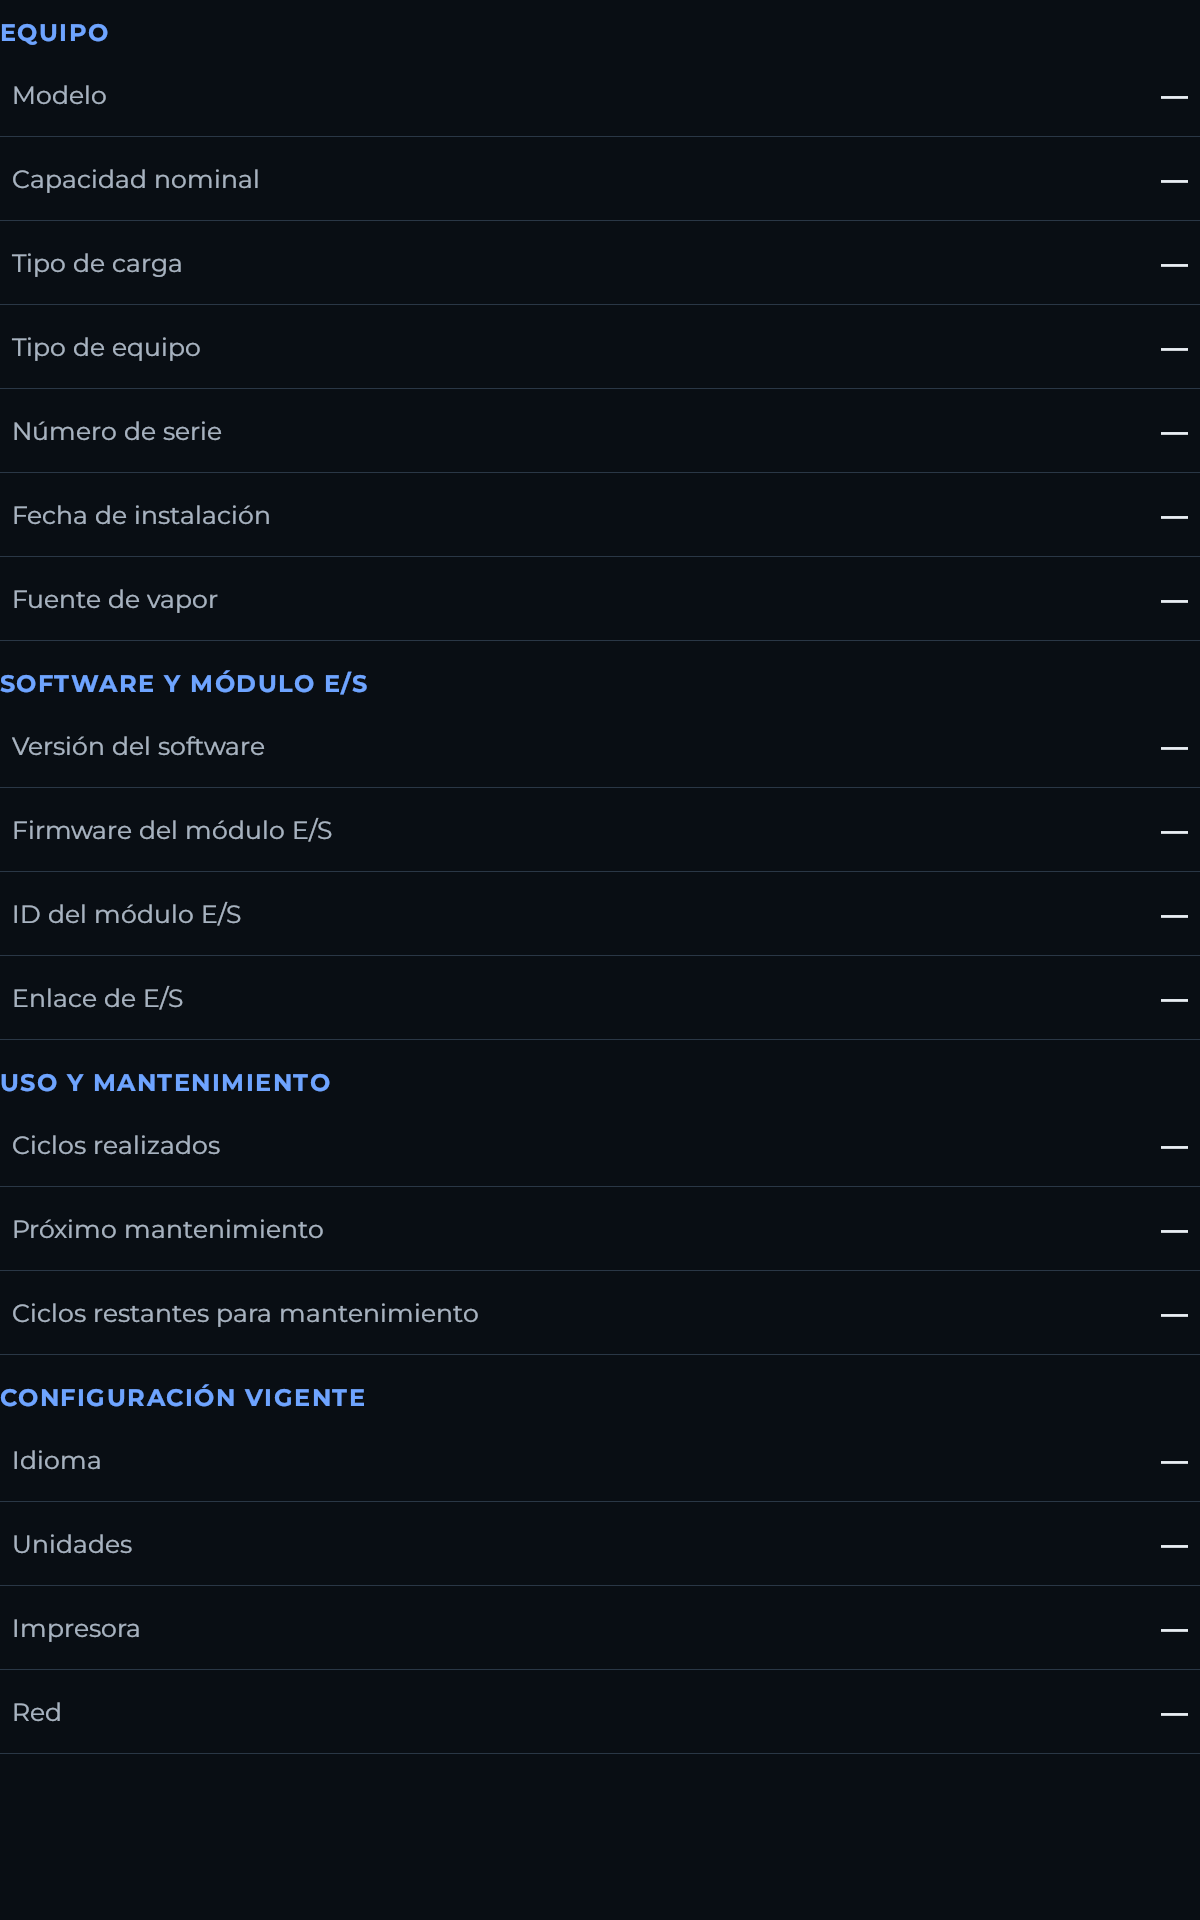 EQUIPO
Modelo —
Capacidad nominal —
Tipo de carga —
Tipo de equipo —
Número de serie —
Fecha de instalación —
Fuente de vapor —
SOFTWARE Y MÓDULO E/S
Versión del software —
Firmware del módulo E/S —
ID del módulo E/S —
Enlace de E/S —
USO Y MANTENIMIENTO
Ciclos realizados —
Próximo mantenimiento —
Ciclos restantes para mantenimiento —
CONFIGURACIÓN VIGENTE
Idioma —
Unidades —
Impresora —
Red —